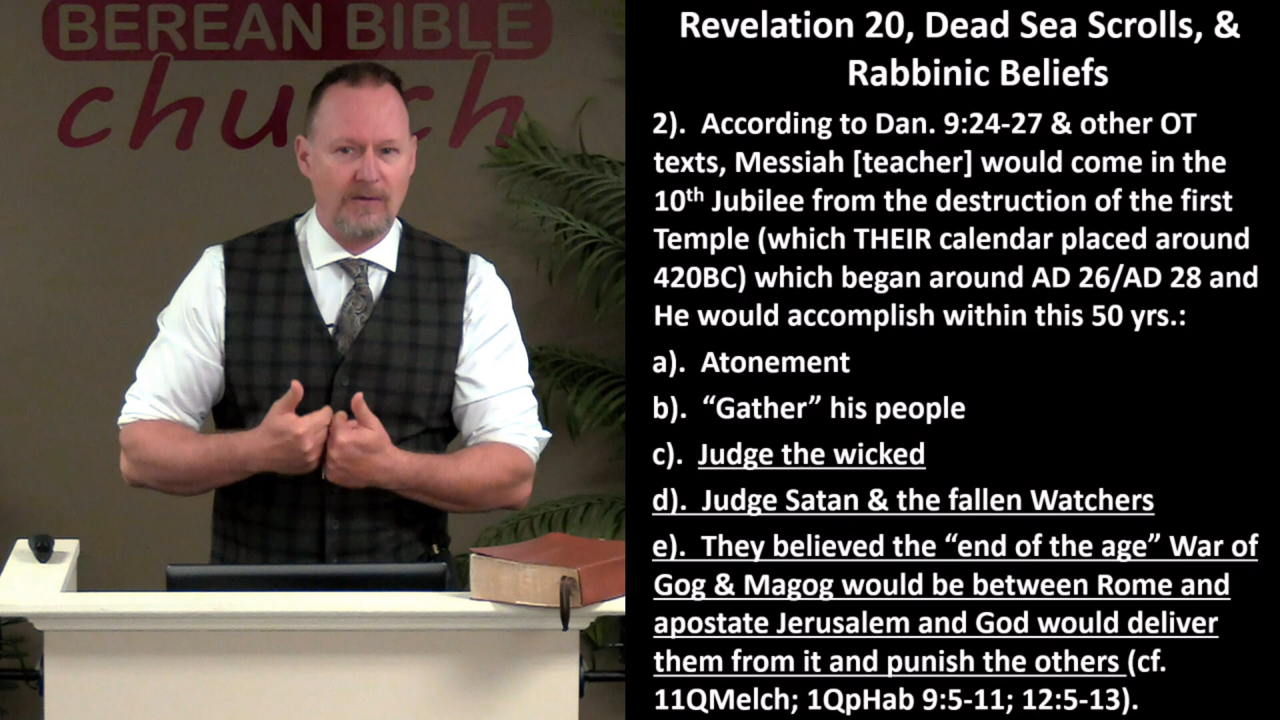 BEREAN BIBLE
church
Revelation 20, Dead Sea Scrolls, &
Rabbinic Beliefs
2). According to Dan. 9:24-27 & other OT
texts, Messiah [teacher] would come in the
10th Jubilee from the destruction of the first
Temple (which THEIR calendar placed around
420BC) which began around AD 26/AD 28 and
He would accomplish within this 50 yrs.:
a). Atonement
b). “Gather” his people
c). Judge the wicked
d). Judge Satan & the fallen Watchers
e). They believed the “end of the age” War of
Gog & Magog would be between Rome and
apostate Jerusalem and God would deliver
them from it and punish the others (cf.
11QMelch; 1QpHab 9:5-11; 12:5-13).